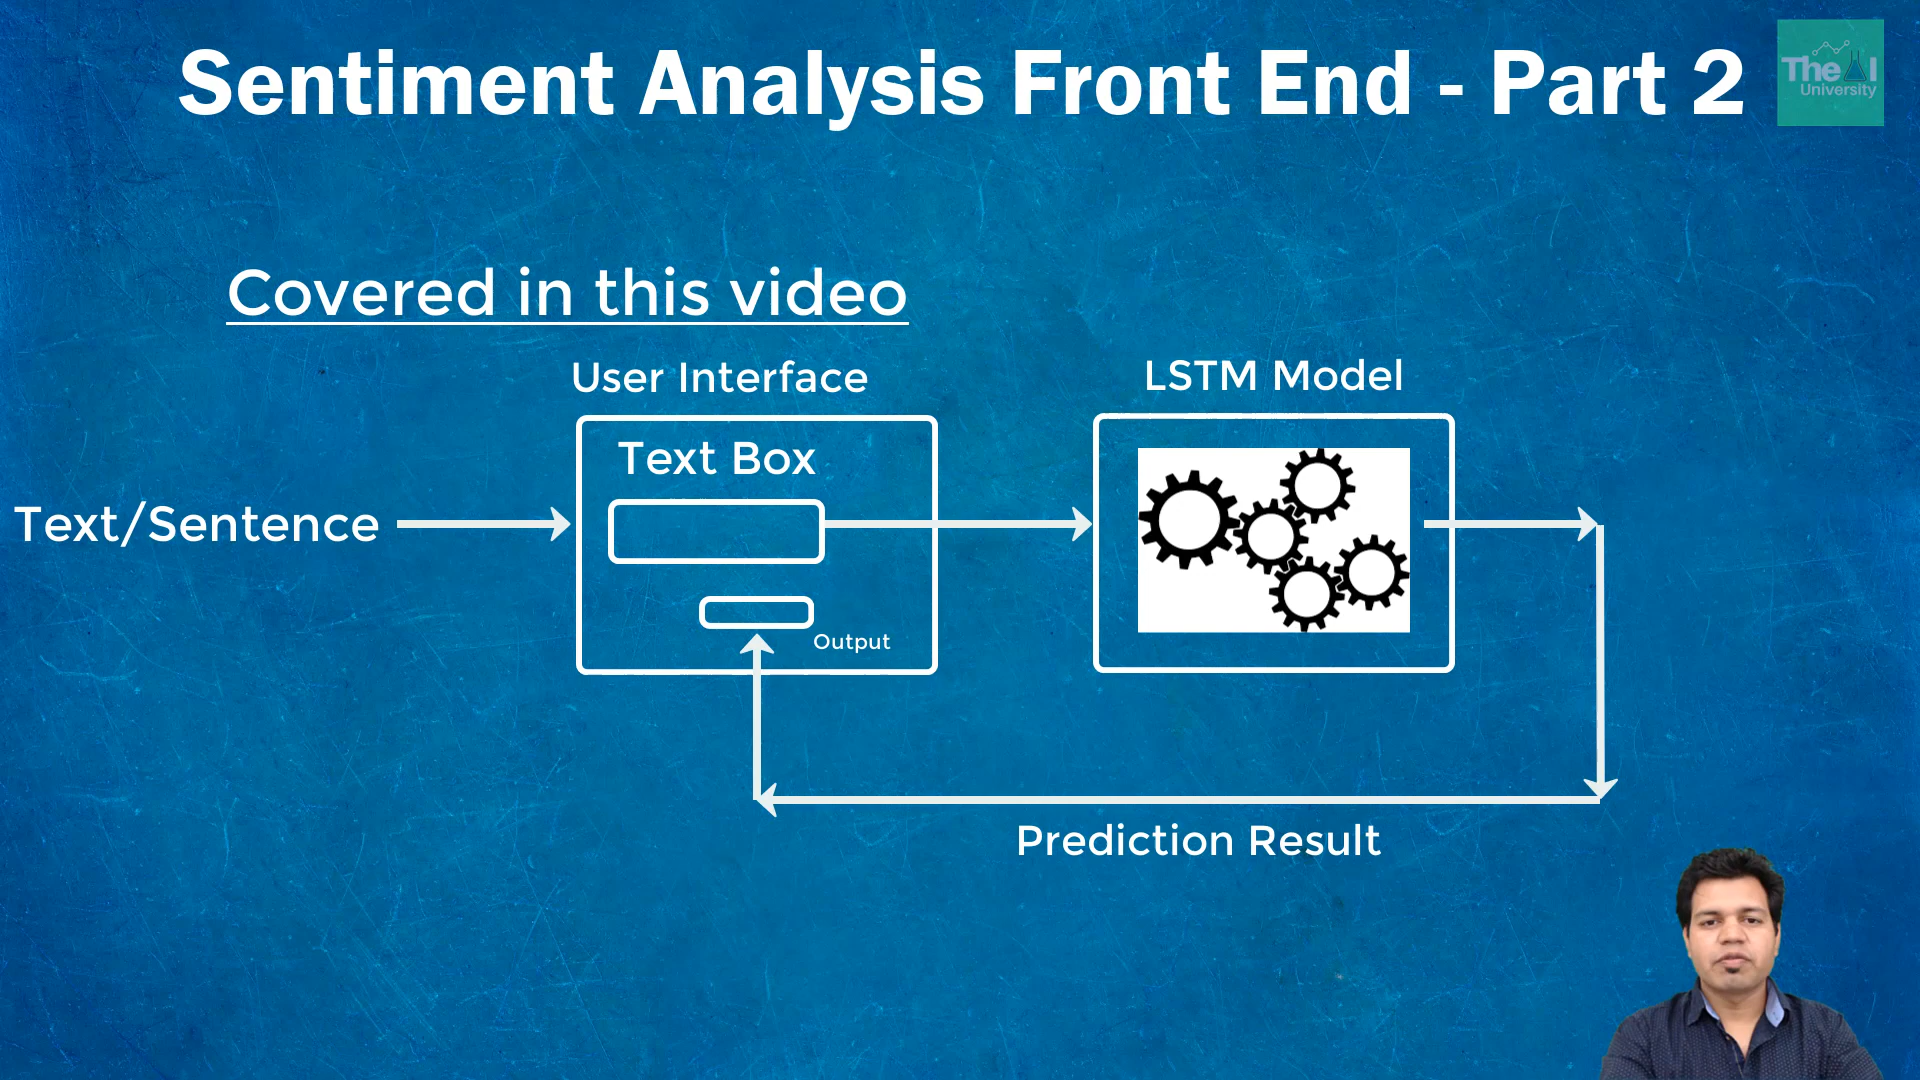 Sentiment Analysis Front End - Part 2
The AI
University
Covered in this video
User Interface
LSTM Model
Text Box
Text/Sentence
Output
Prediction Result